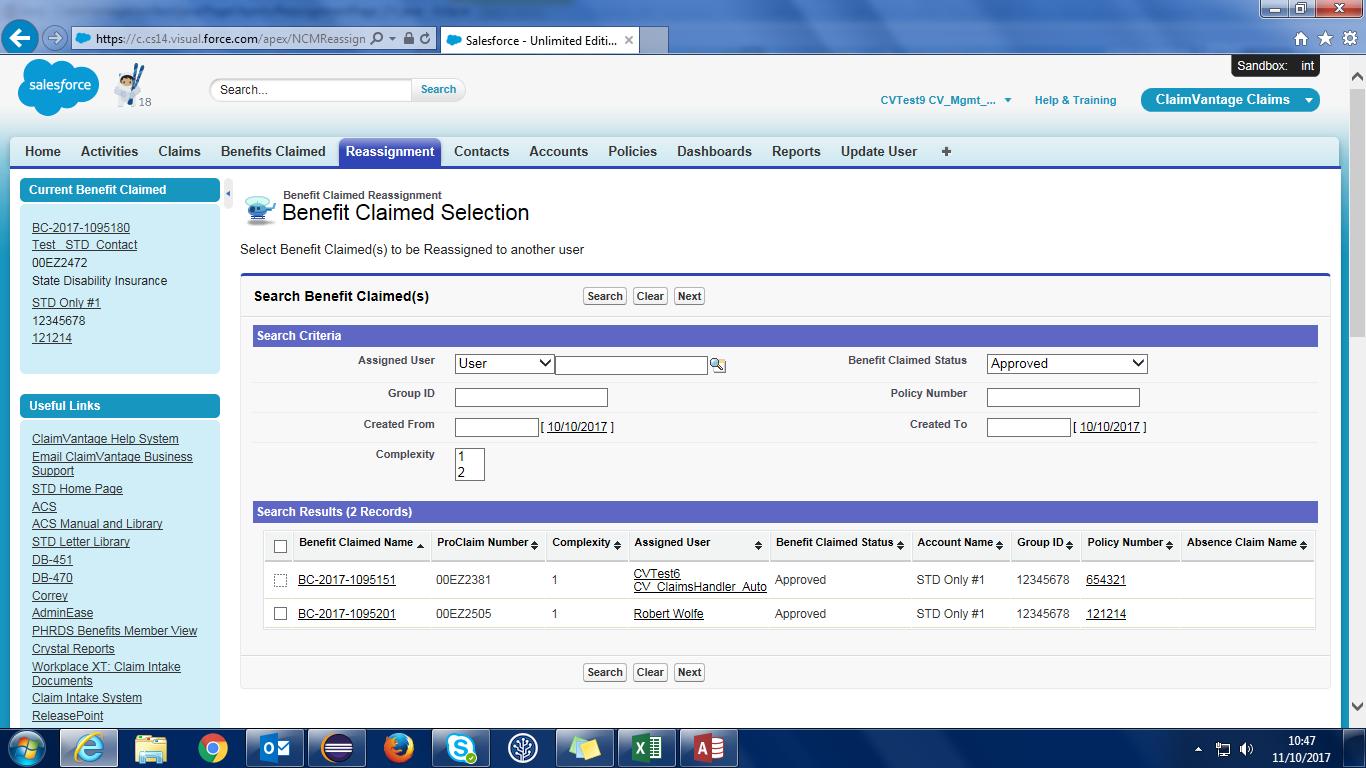 https://c.cs14.visual.force.com/apex/NCMReassign
Salesforce - Unlimited Editi...
Sandbox: int
salesforce
18
Search...
Search
CVTest9 CV_Mgmt_...
Help & Training
ClaimVantage Claims
Home
Activities
Claims
Benefits Claimed
Reassignment
Contacts
Accounts
Policies
Dashboards
Reports
Update User
+
Current Benefit Claimed
BC-2017-1095180
Test_ STD_Contact
00EZ2472
State Disability Insurance
STD Only #1
12345678
121214
Useful Links
ClaimVantage Help System
Email ClaimVantage Business
Support
STD Home Page
ACS
ACS Manual and Library
STD Letter Library
DB-451
DB-470
Correy
AdminEase
PHRDS Benefits Member View
Crystal Reports
Workplace XT: Claim Intake
Documents
Claim Intake System
ReleasePoint
Benefit Claimed Reassignment
Benefit Claimed Selection
Select Benefit Claimed(s) to be Reassigned to another user
Search Benefit Claimed(s)
Search Clear Next
Search Criteria
Assigned User User
Benefit Claimed Status Approved
Group ID
Policy Number
Created From [ 10/10/2017 ]
Created To [ 10/10/2017 ]
Complexity 1
2
Search Results (2 Records)
Benefit Claimed Name ProClaim Number Complexity Assigned User Benefit Claimed Status Account Name Group ID Policy Number Absence Claim Name
BC-2017-1095151 00EZ2381 1 CVTest6 CV_ClaimsHandler_Auto Approved STD Only #1 12345678 654321
BC-2017-1095201 00EZ2505 1 Robert Wolfe Approved STD Only #1 12345678 121214
Search Clear Next
10:47
11/10/2017